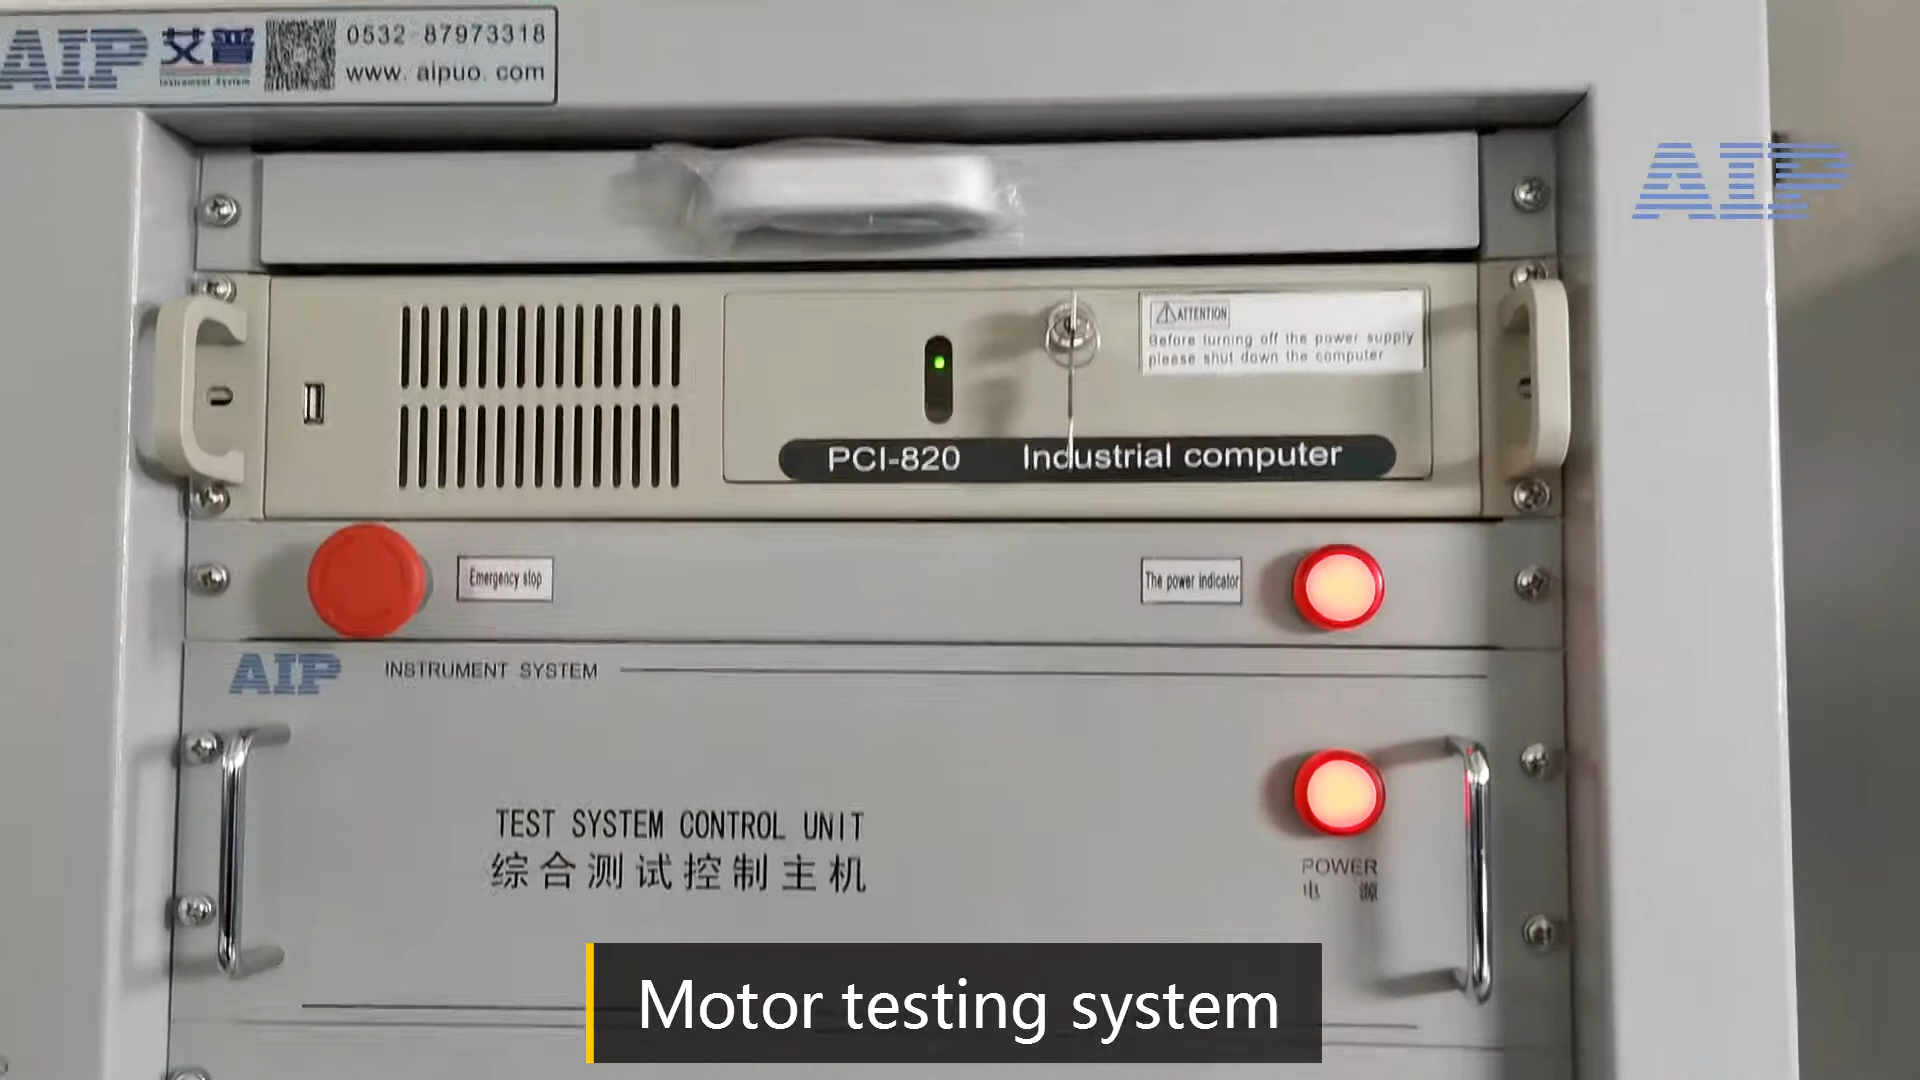 AIP 艾普 0532-87973318
Instrument System www.aipuo.com
AIP
ATTENTION
Before turning off the power supply
please shut down the computer
PCI-820 Industrial computer
Emergency stop
The power indicator
AIP INSTRUMENT SYSTEM
TEST SYSTEM CONTROL UNIT
综合测试控制主机
POWER
电源
Motor testing system